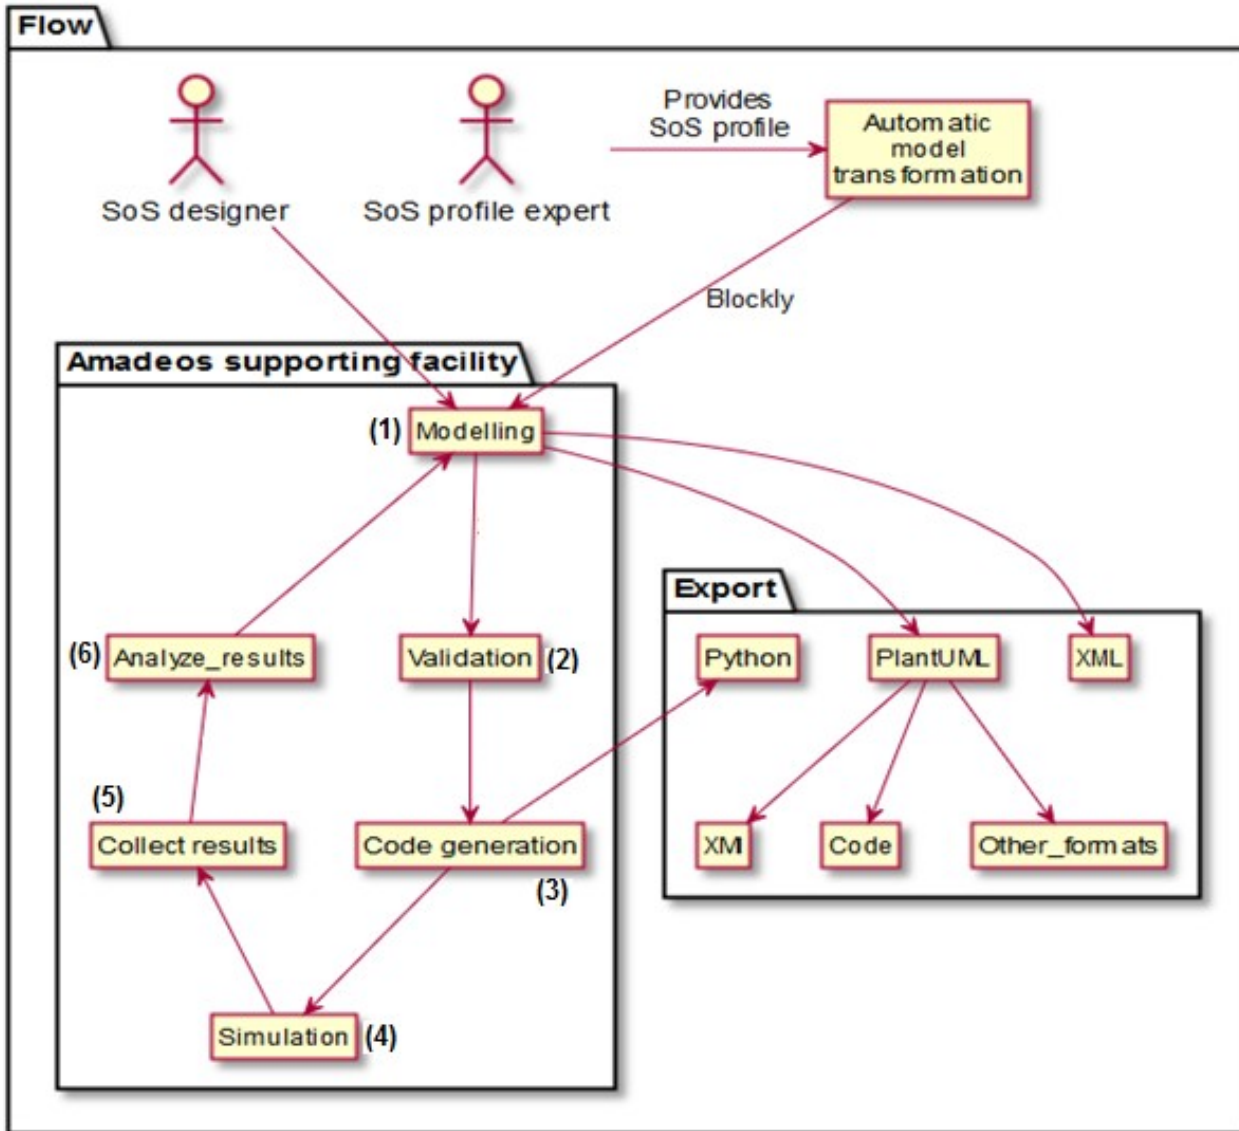 Flow
Provides
SoS profile
Automatic
model
transformation
SoS designer
SoS profile expert
Blockly
Amadeos supporting facility
(1) Modelling
Export
(6) Analyze_results
Validation (2)
Python
PlantUML
XML
(5)
Collect results
Code generation
(3)
XMI
Code
Other_formats
Simulation (4)